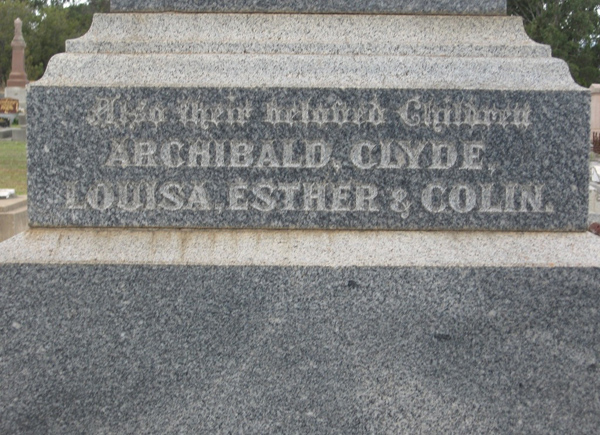 Also their beloved Children
ARCHIBALD, CLYDE,
LOUISA, ESTHER & COLIN.